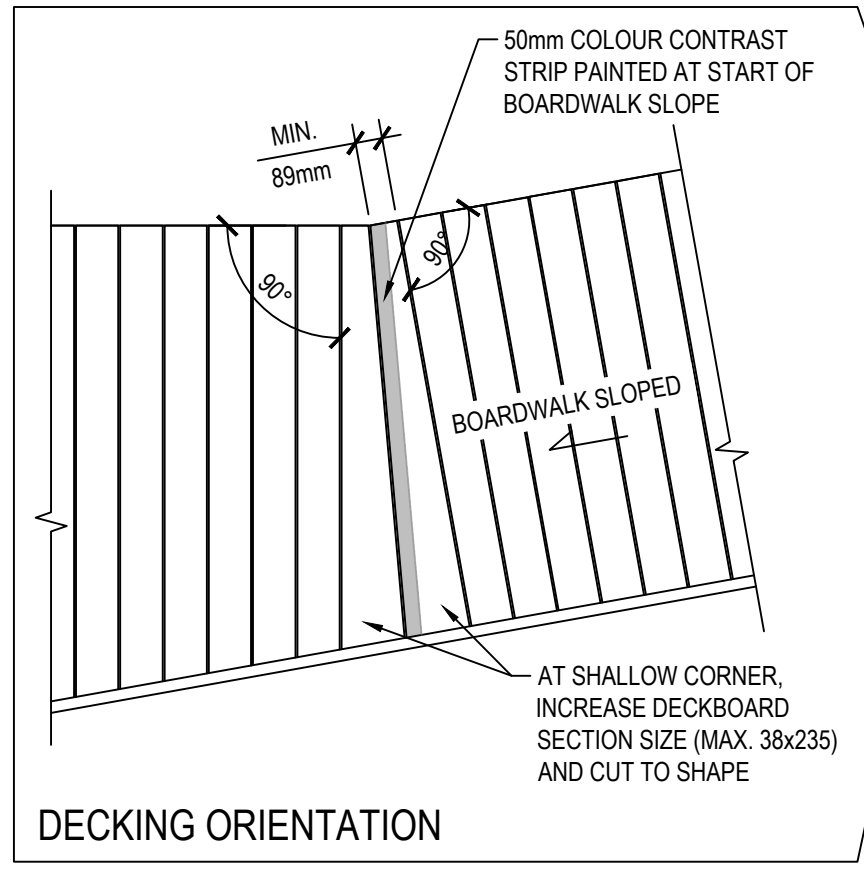 50mm COLOUR CONTRAST
STRIP PAINTED AT START OF
BOARDWALK SLOPE
MIN.
89mm
90°
90°
BOARDWALK SLOPED
AT SHALLOW CORNER,
INCREASE DECKBOARD
SECTION SIZE (MAX. 38x235)
AND CUT TO SHAPE
DECKING ORIENTATION